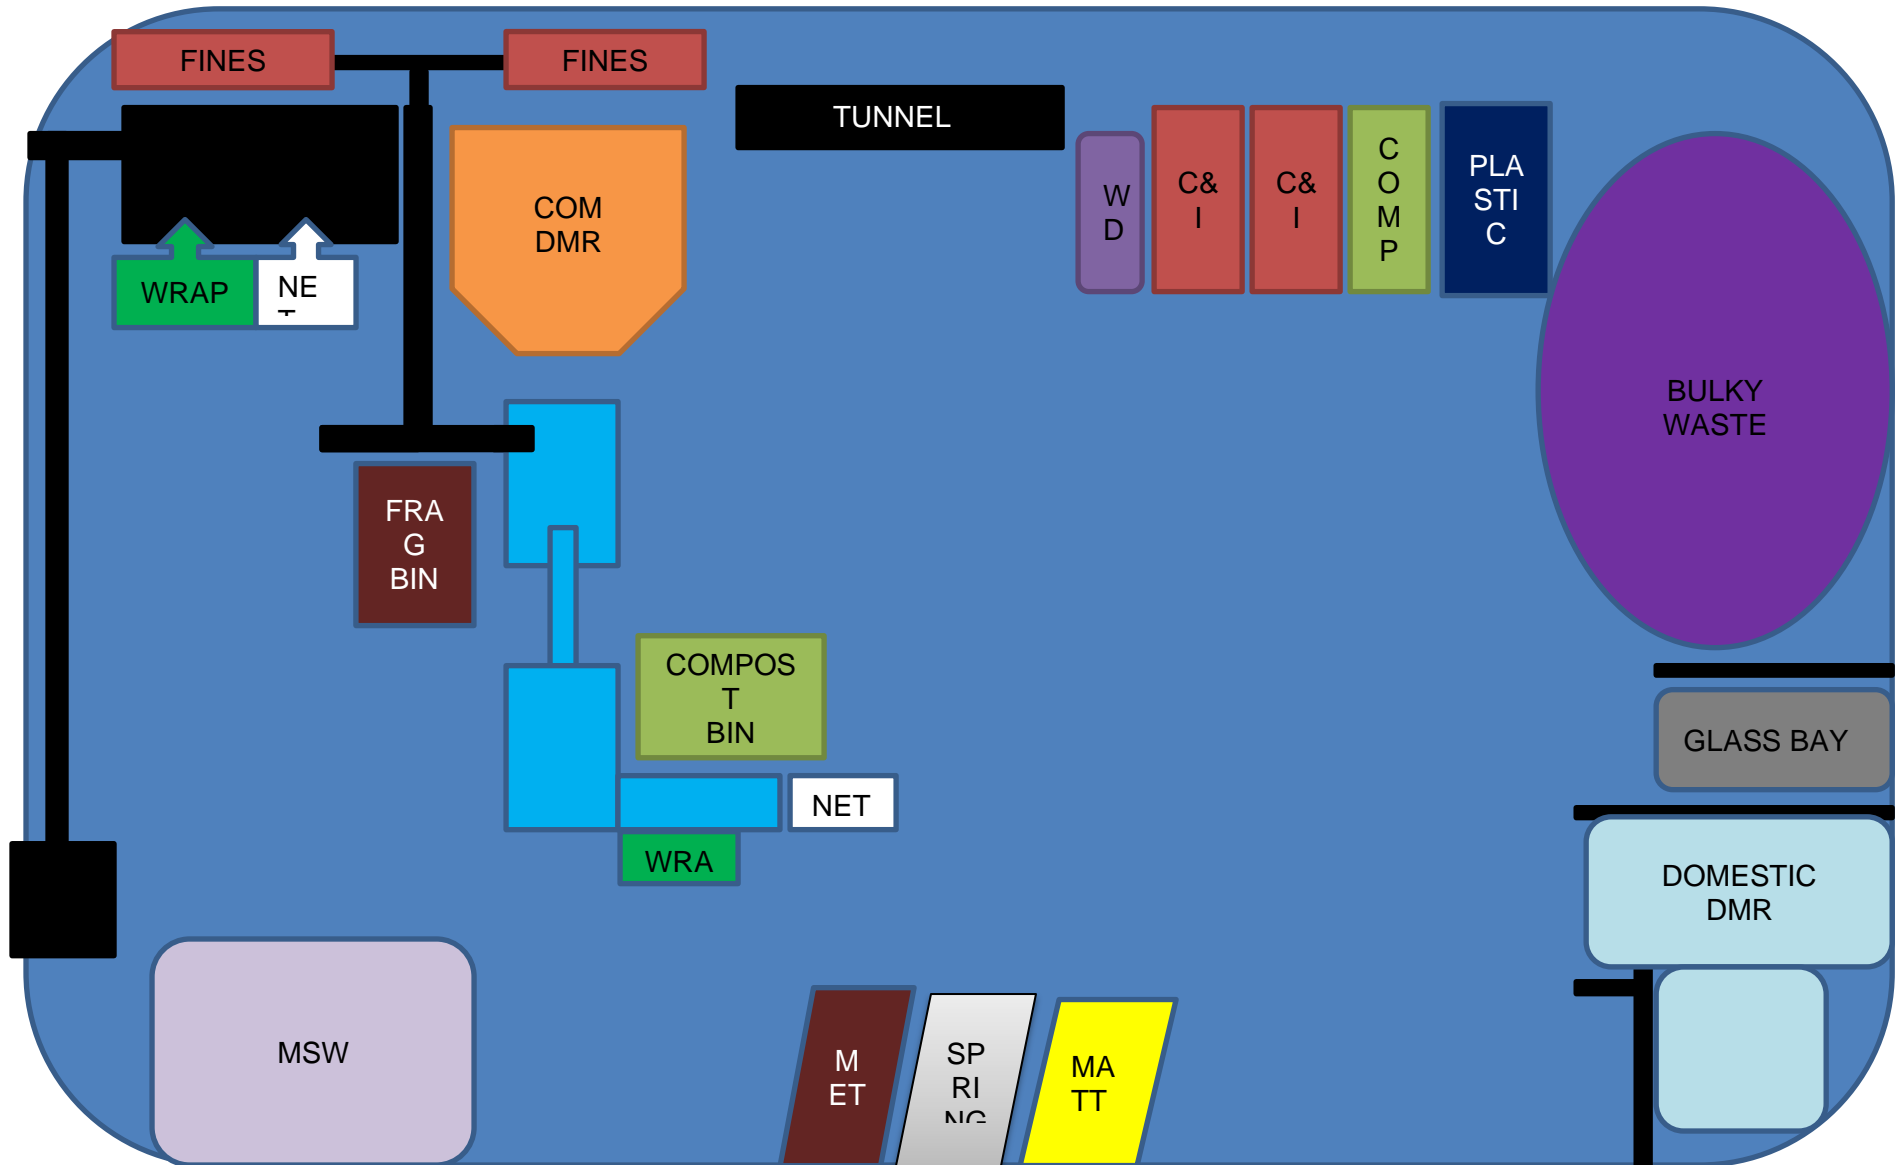 FINES
FINES
TUNNEL
WRAP
NE
T
COM
DMR
W
D
C&
I
C&
I
C
O
M
P
PLA
STI
C
BULKY
WASTE
FRA
G
BIN
COMPOS
T
BIN
NET
WRA
GLASS BAY
DOMESTIC
DMR
MSW
M
ET
SP
RI
NG
MA
TT